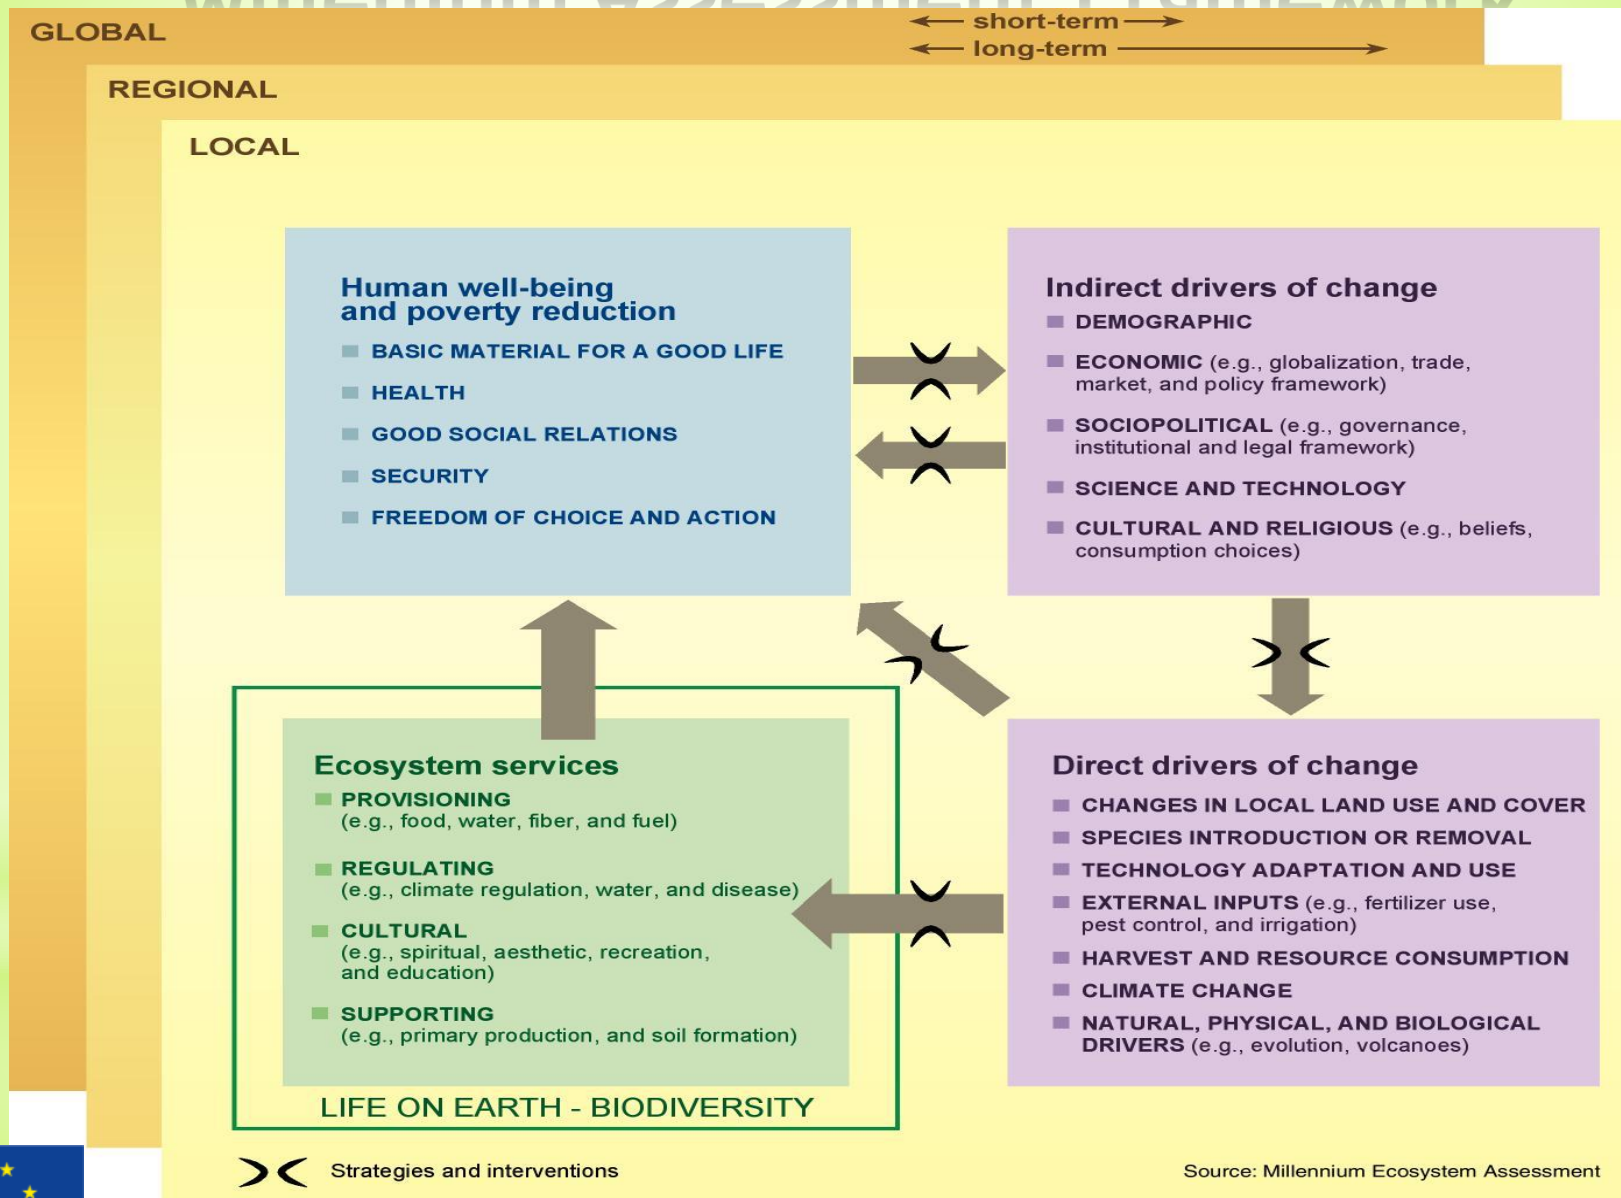 GLOBAL
short-term
long-term
REGIONAL
LOCAL
Human well-being
and poverty reduction
BASIC MATERIAL FOR A GOOD LIFE
HEALTH
GOOD SOCIAL RELATIONS
SECURITY
FREEDOM OF CHOICE AND ACTION
Indirect drivers of change
DEMOGRAPHIC
ECONOMIC (e.g., globalization, trade,
market, and policy framework)
SOCIOPOLITICAL (e.g., governance,
institutional and legal framework)
SCIENCE AND TECHNOLOGY
CULTURAL AND RELIGIOUS (e.g., beliefs,
consumption choices)
Ecosystem services
PROVISIONING
(e.g., food, water, fiber, and fuel)
REGULATING
(e.g., climate regulation, water, and disease)
CULTURAL
(e.g., spiritual, aesthetic, recreation,
and education)
SUPPORTING
(e.g., primary production, and soil formation)
LIFE ON EARTH - BIODIVERSITY
Direct drivers of change
CHANGES IN LOCAL LAND USE AND COVER
SPECIES INTRODUCTION OR REMOVAL
TECHNOLOGY ADAPTATION AND USE
EXTERNAL INPUTS (e.g., fertilizer use,
pest control, and irrigation)
HARVEST AND RESOURCE CONSUMPTION
CLIMATE CHANGE
NATURAL, PHYSICAL, AND BIOLOGICAL
DRIVERS (e.g., evolution, volcanoes)
Strategies and interventions
Source: Millennium Ecosystem Assessment